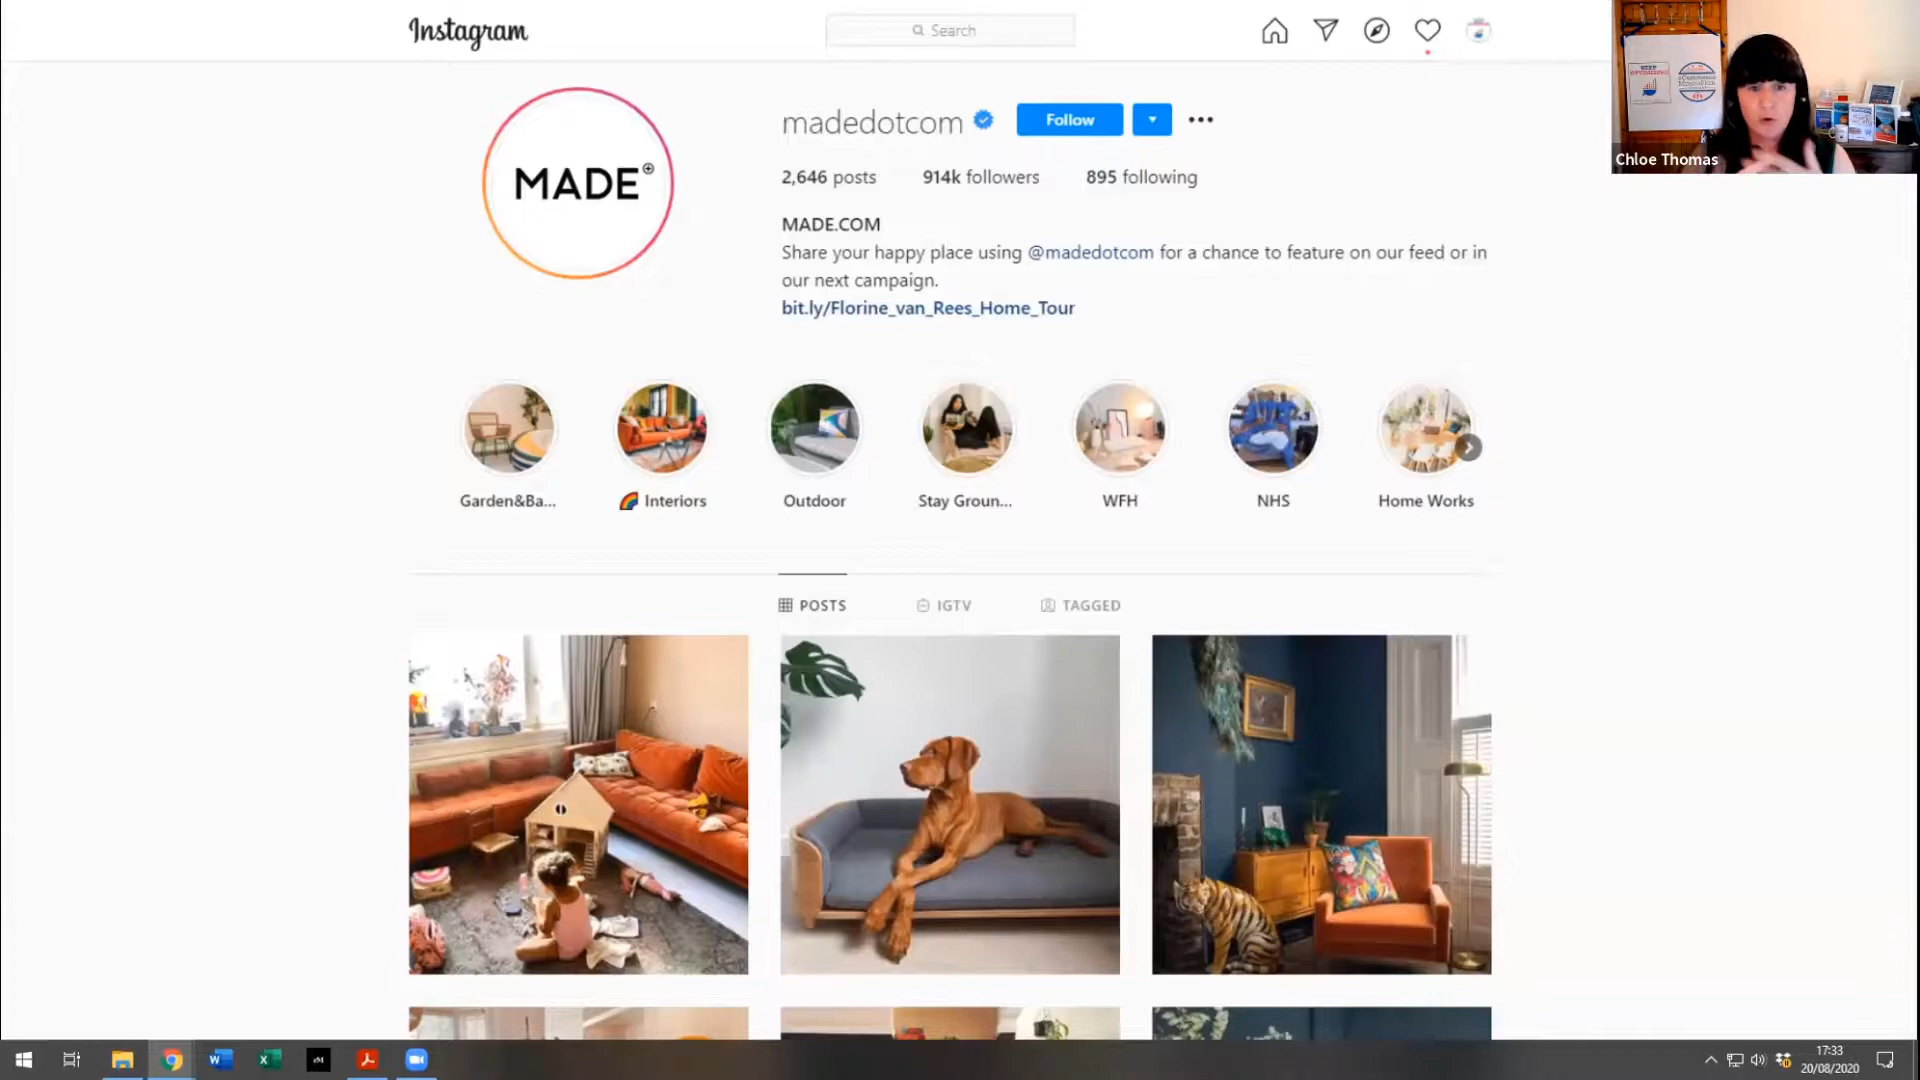 Instagram
Search
Chloe Thomas
MADE
madedotcom
Follow
2,646 posts 914k followers 895 following
MADE.COM
Share your happy place using @madedotcom for a chance to feature on our feed or in
our next campaign.
bit.ly/Florine_van_Rees_Home_Tour
Garden&Ba...
🌈 Interiors
Outdoor
Stay Groun...
WFH
NHS
Home Works
POSTS
IGTV
TAGGED
17:33
20/08/2020